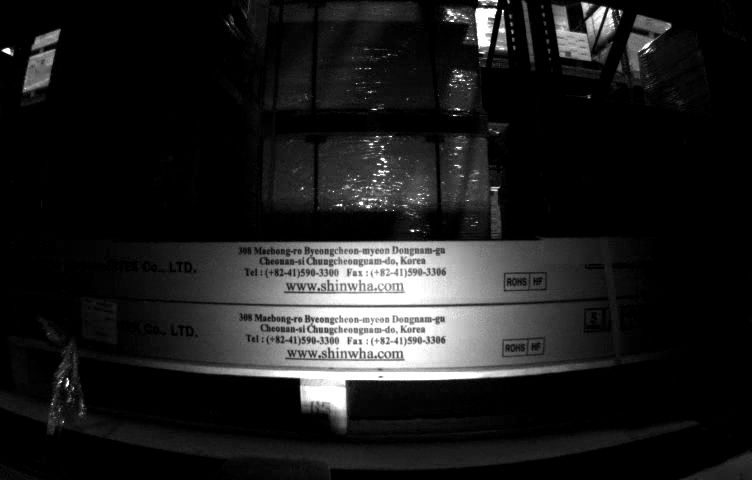 308 Maebong-ro Byeongcheon-myeon Dongnam-gu
Cheonan-si Chungcheongnam-do, Korea
Co., LTD.
Tel : (+82-41)590-3300 Fax : (+82-41)590-3306
www.shinwha.com
ROHS HF
308 Maebong-ro Byeongcheon-myeon Dongnam-gu
Cheonan-si Chungcheongnam-do, Korea
Co., LTD.
Tel : (+82-41)590-3300 Fax : (+82-41)590-3306
www.shinwha.com
ROHS HF